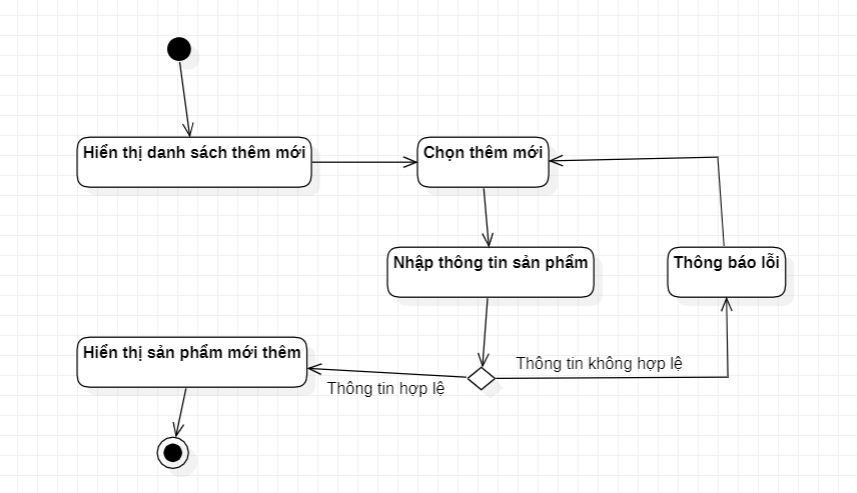 Hiển thị danh sách thêm mới
Chọn thêm mới
Nhập thông tin sản phẩm
Thông báo lỗi
Hiển thị sản phẩm mới thêm
Thông tin không hợp lệ
Thông tin hợp lệ